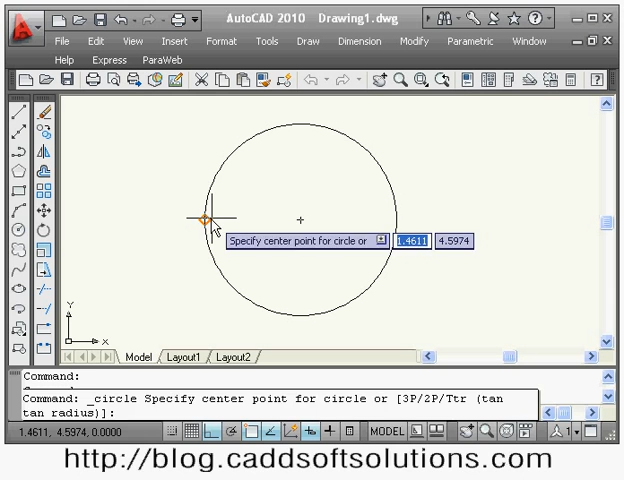 AutoCAD 2010 Drawing1.dwg
File Edit View Insert Format Tools Draw Dimension Modify Parametric Window
Help Express ParaWeb
Specify center point for circle or 1.4611 4.5974
Y
X
Model Layout1 Layout2
Command:
Command: _circle Specify center point for circle or [3P/2P/Ttr (tan
tan radius)]:
1.4611, 4.5974, 0.0000 MODEL 1
http://blog.caddsoftsolutions.com